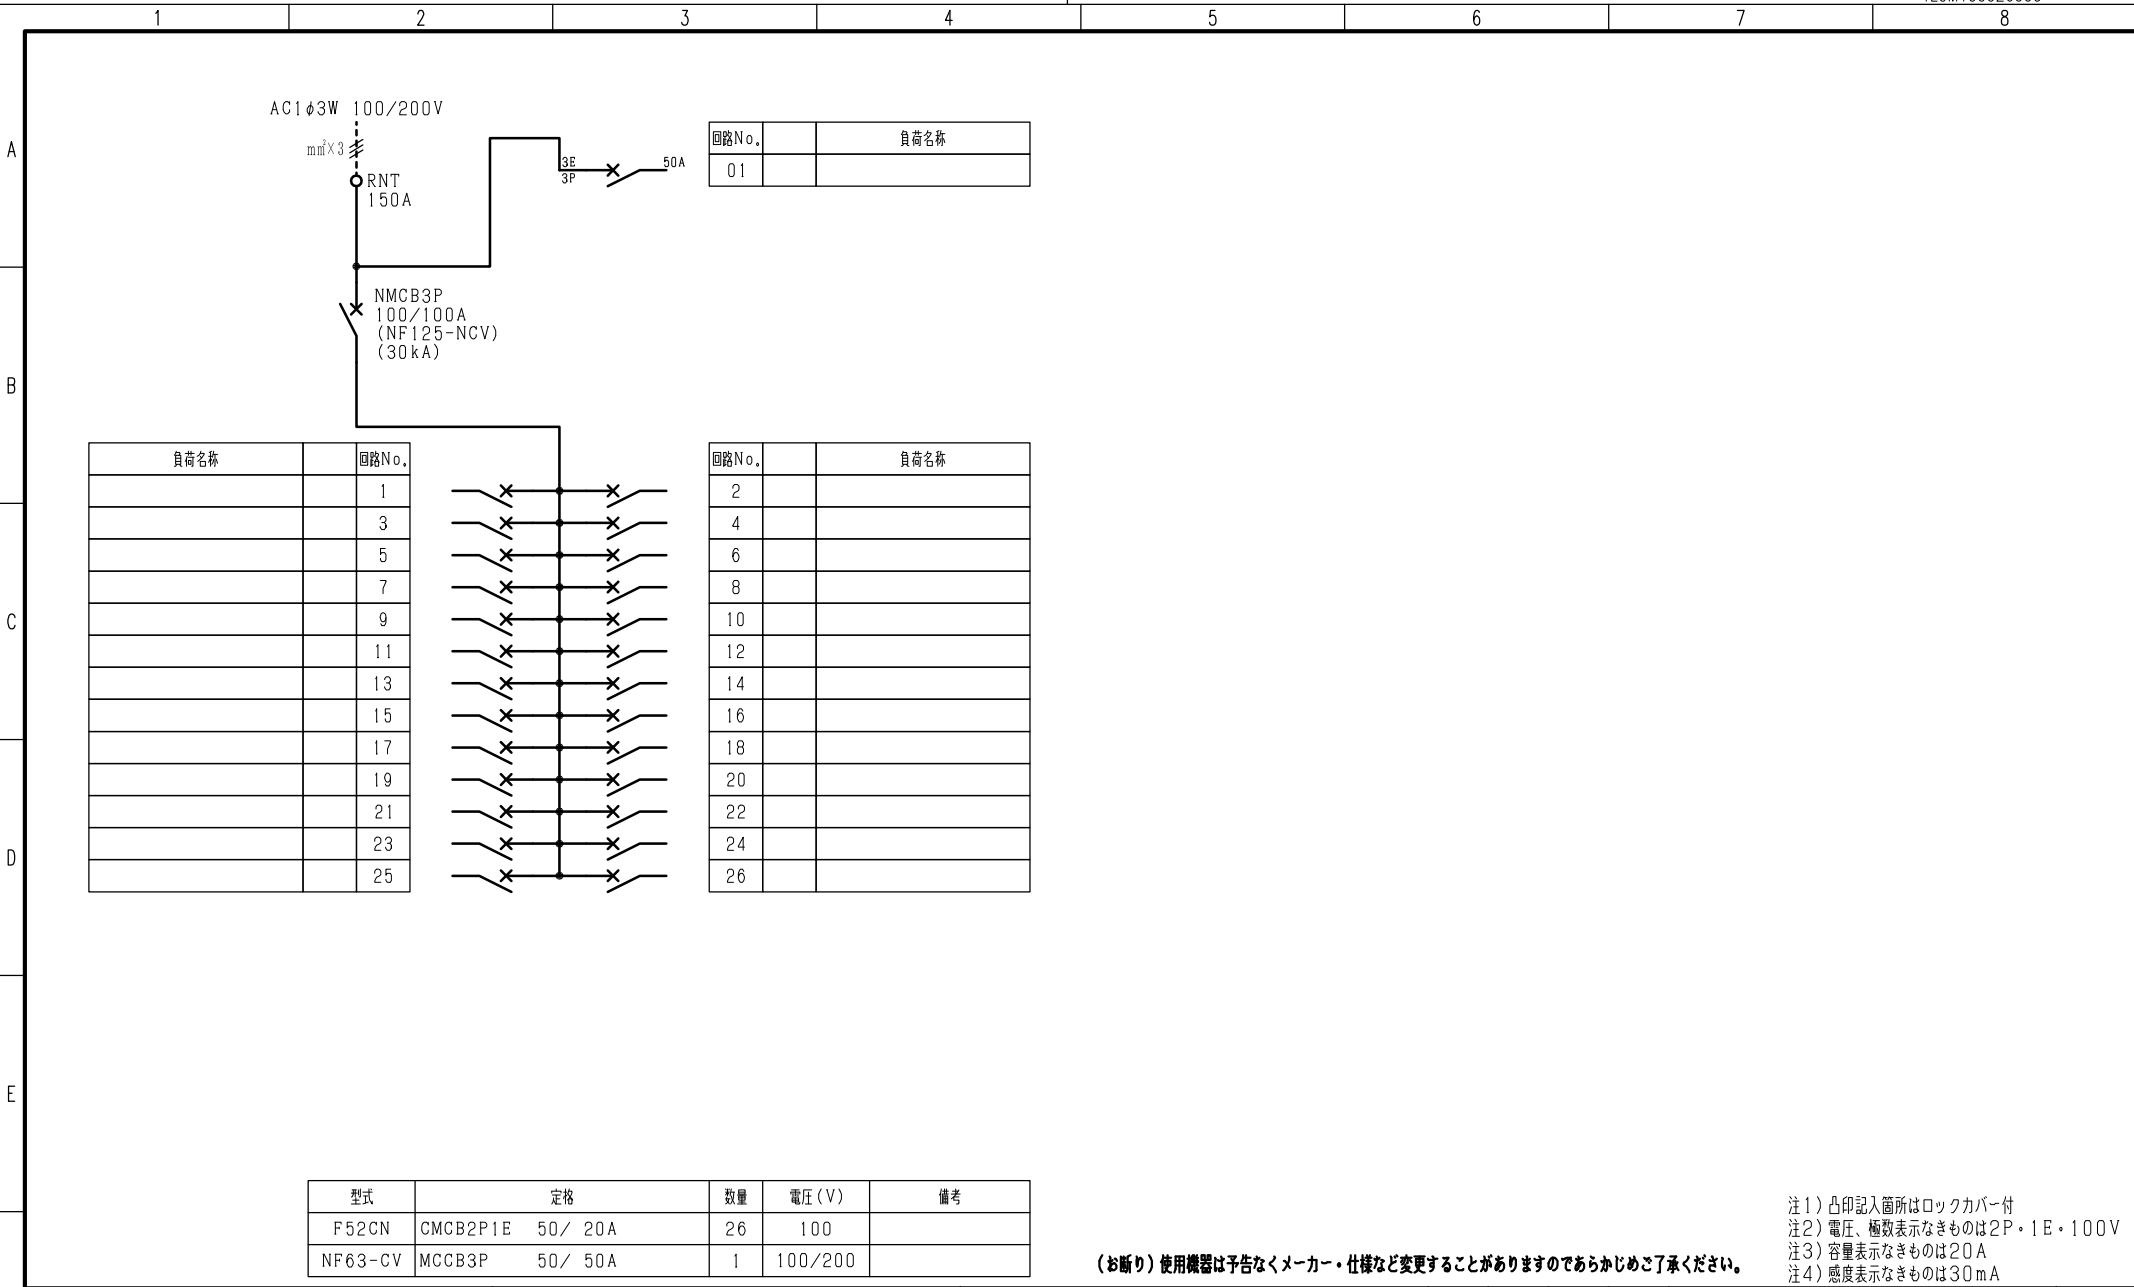 1 2 3 4 5 6 7 8
A
B
C
D
E
AC1φ3W 100/200V
mm²×3
RNT
150A
3E
3P
50A
回路No. 負荷名称
01
NMCB3P
100/100A
(NF125-NCV)
(30kA)
負荷名称 回路No. 回路No. 負荷名称
1 2
3 4
5 6
7 8
9 10
11 12
13 14
15 16
17 18
19 20
21 22
23 24
25 26
型式 定格 数量 電圧(V) 備考
F52CN CMCB2P1E 50/ 20A 26 100
NF63-CV MCCB3P 50/ 50A 1 100/200
(お断り)使用機器は予告なくメーカー・仕様など変更することがありますのであらかじめご了承ください。
注1)凸印記入箇所はロックカバー付
注2)電圧、極数表示なきものは2P・1E・100V
注3)容量表示なきものは20A
注4)感度表示なきものは30mA